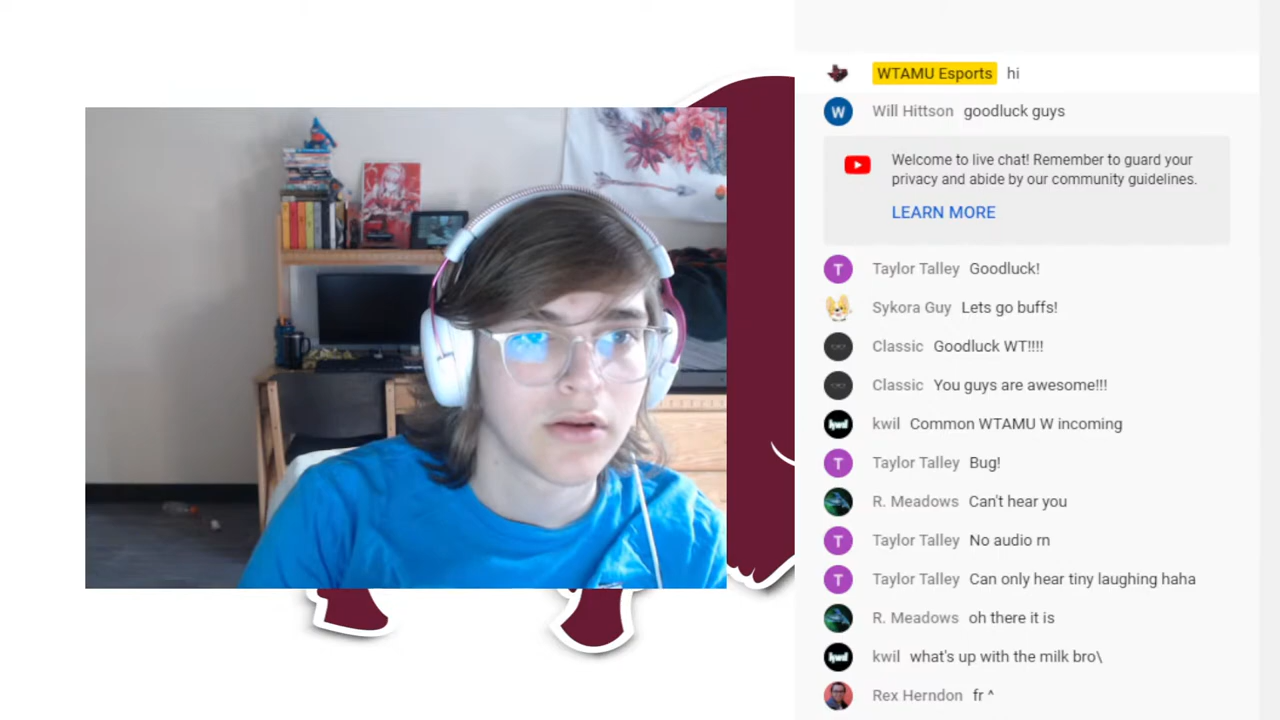 WTAMU Esports hi
Will Hittson goodluck guys
Welcome to live chat! Remember to guard your
privacy and abide by our community guidelines.
LEARN MORE
T Taylor Talley Goodluck!
Sykora Guy Lets go buffs!
Classic Goodluck WT!!!!
Classic You guys are awesome!!!
kwil Common WTAMU W incoming
T Taylor Talley Bug!
R. Meadows Can't hear you
T Taylor Talley No audio rn
T Taylor Talley Can only hear tiny laughing haha
R. Meadows oh there it is
kwil what's up with the milk bro\
Rex Herndon fr ^